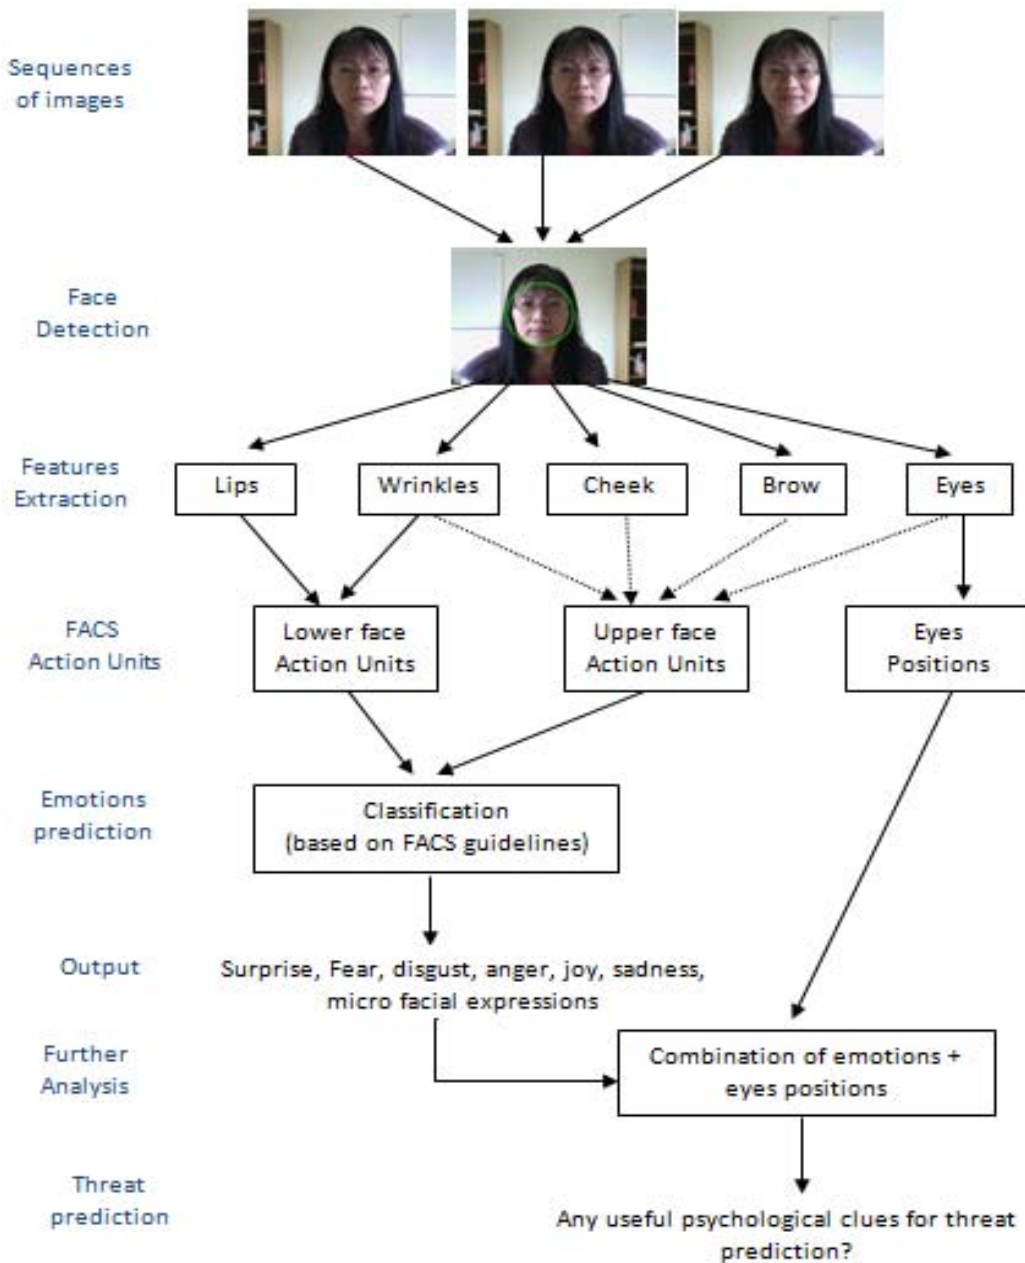 Sequences
of images
Face
Detection
Features
Extraction
Lips
Wrinkles
Cheek
Brow
Eyes
FACS
Action Units
Lower face
Action Units
Upper face
Action Units
Eyes
Positions
Emotions
prediction
Classification
(based on FACS guidelines)
Output
Surprise, Fear, disgust, anger, joy, sadness,
micro facial expressions
Further
Analysis
Combination of emotions +
eyes positions
Threat
prediction
Any useful psychological clues for threat
prediction?